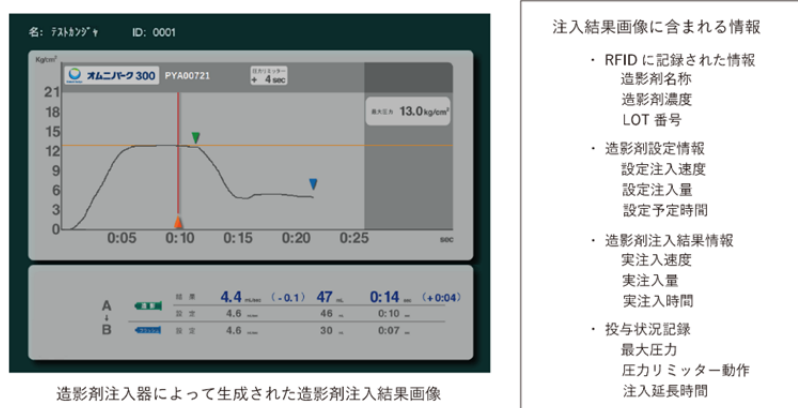 名: テストカンジャ ID: 0001
Kg/cm²
オムニパーク 300 PYA00721
圧力リミッター
+ 4 sec
最大圧力 13.0 kg/cm²
21
18
15
12
9
6
3
0
0:05 0:10 0:15 0:20 0:25 sec
結果 4.4 mL/sec (-0.1) 47 mL 0:14 sec (+0:04)
A 造影 設定 4.6 46 0:10
↓
B 設定 4.6 30 0:07
造影剤注入器によって生成された造影剤注入結果画像
注入結果画像に含まれる情報
・ RFID に記録された情報
造影剤名称
造影剤濃度
LOT 番号
・ 造影剤設定情報
設定注入速度
設定注入量
設定予定時間
・ 造影剤注入結果情報
実注入速度
実注入量
実注入時間
・ 投与状況記録
最大圧力
圧力リミッター動作
注入延長時間